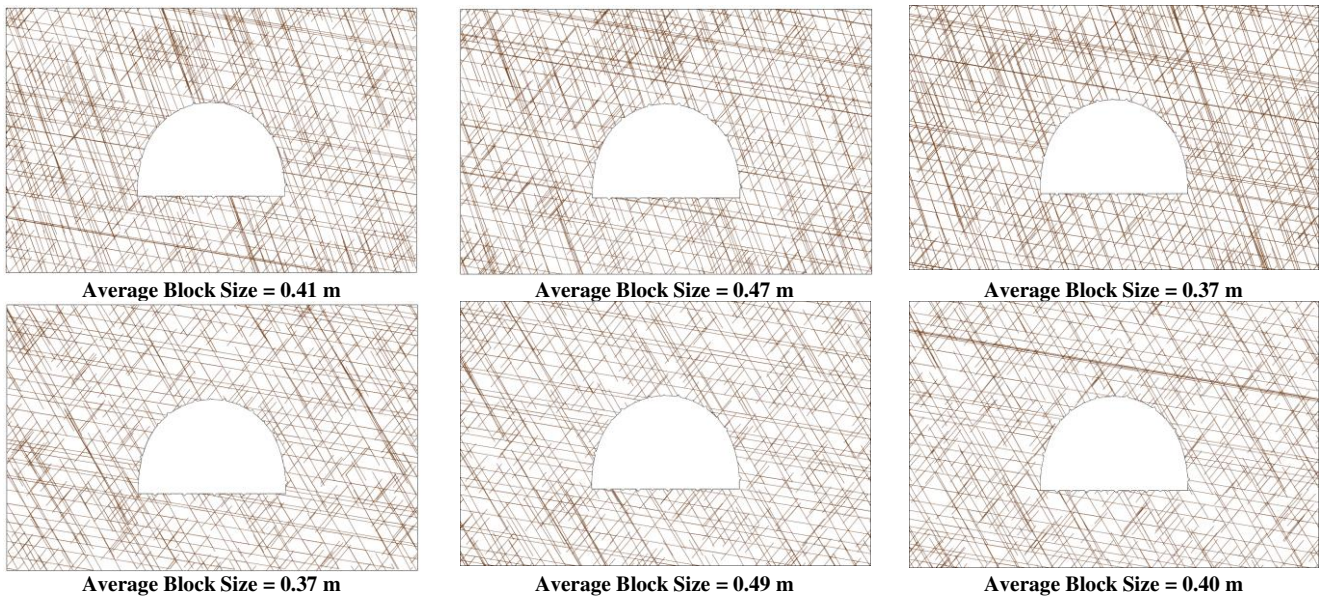 Average Block Size = 0.41 m
Average Block Size = 0.47 m
Average Block Size = 0.37 m
Average Block Size = 0.37 m
Average Block Size = 0.49 m
Average Block Size = 0.40 m